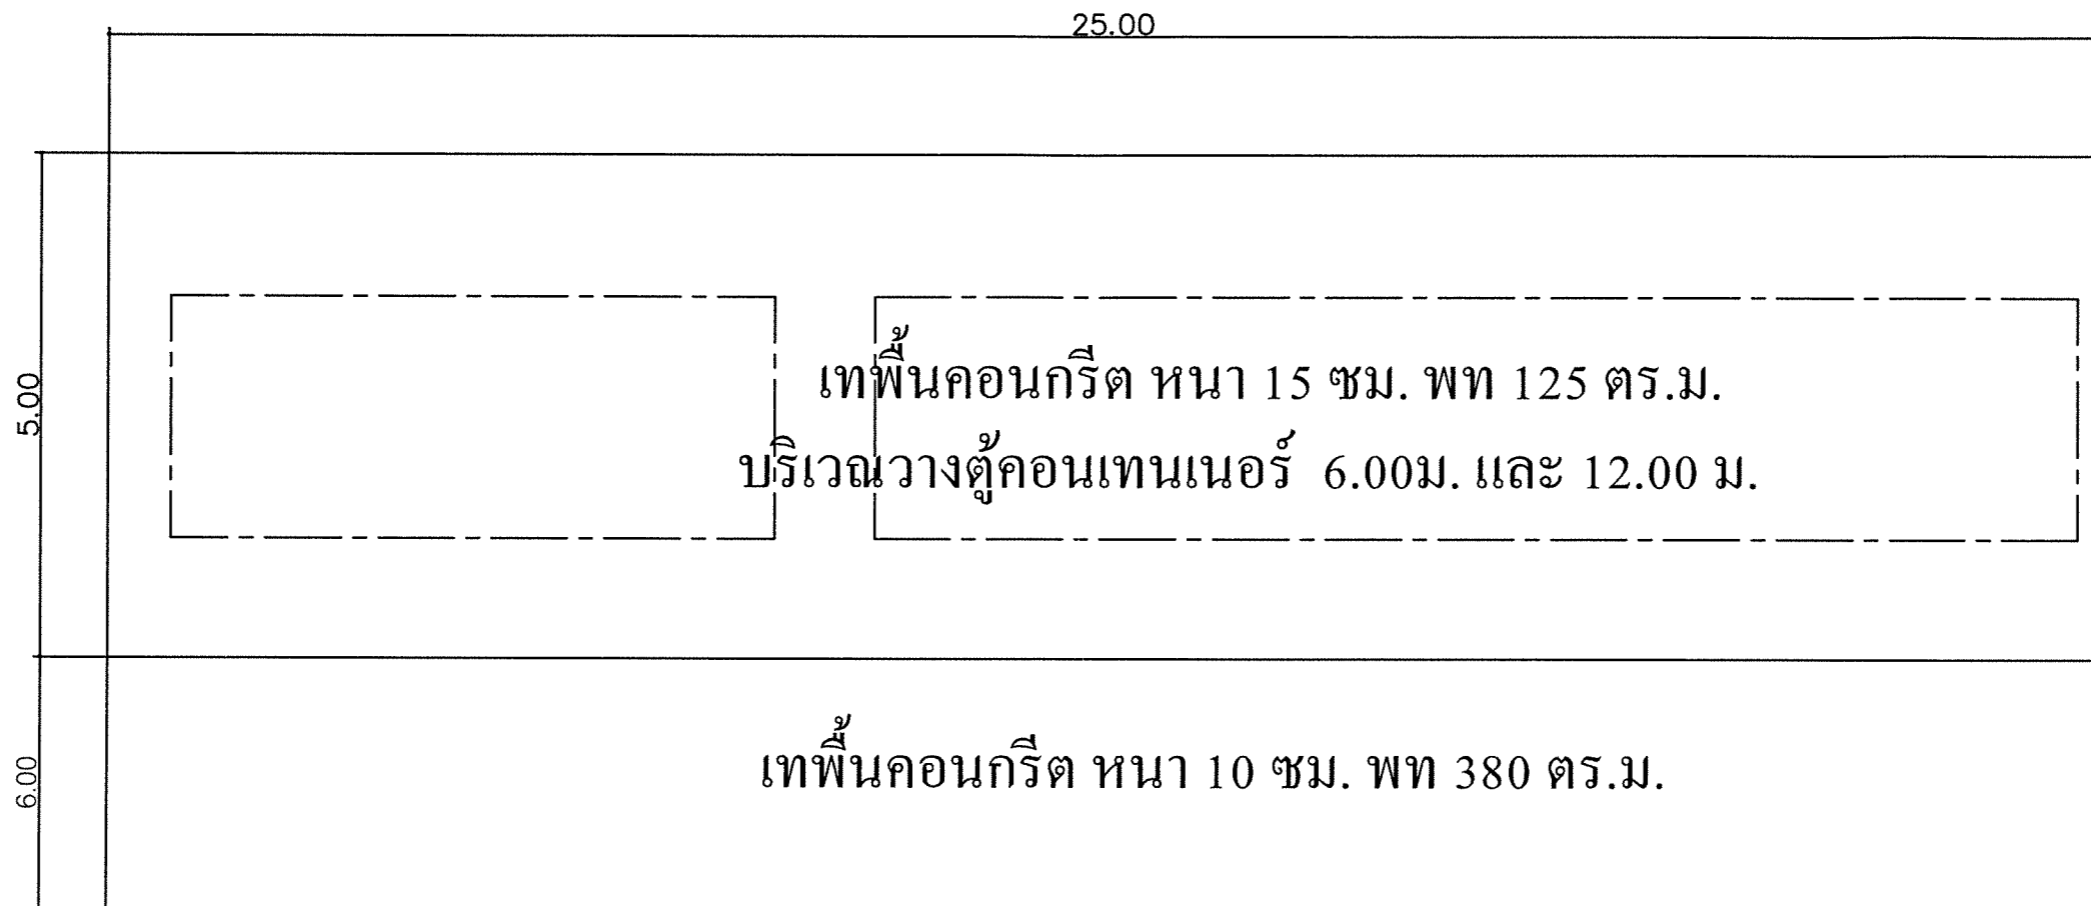 25.00
5.00
เทพื้นคอนกรีต หนา 15 ซม. พท 125 ตร.ม.
บริเวณวางตู้คอนเทนเนอร์ 6.00ม. และ 12.00 ม.
6.00
เทพื้นคอนกรีต หนา 10 ซม. พท 380 ตร.ม.